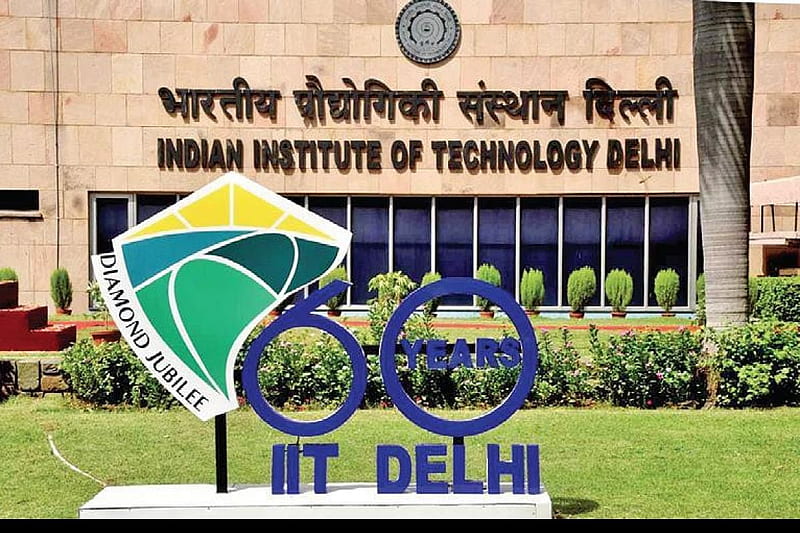 भारतीय प्रौद्योगिकी संस्थान दिल्ली
INDIAN INSTITUTE OF TECHNOLOGY DELHI
DIAMOND JUBILEE
60
YEARS
IIT DELHI